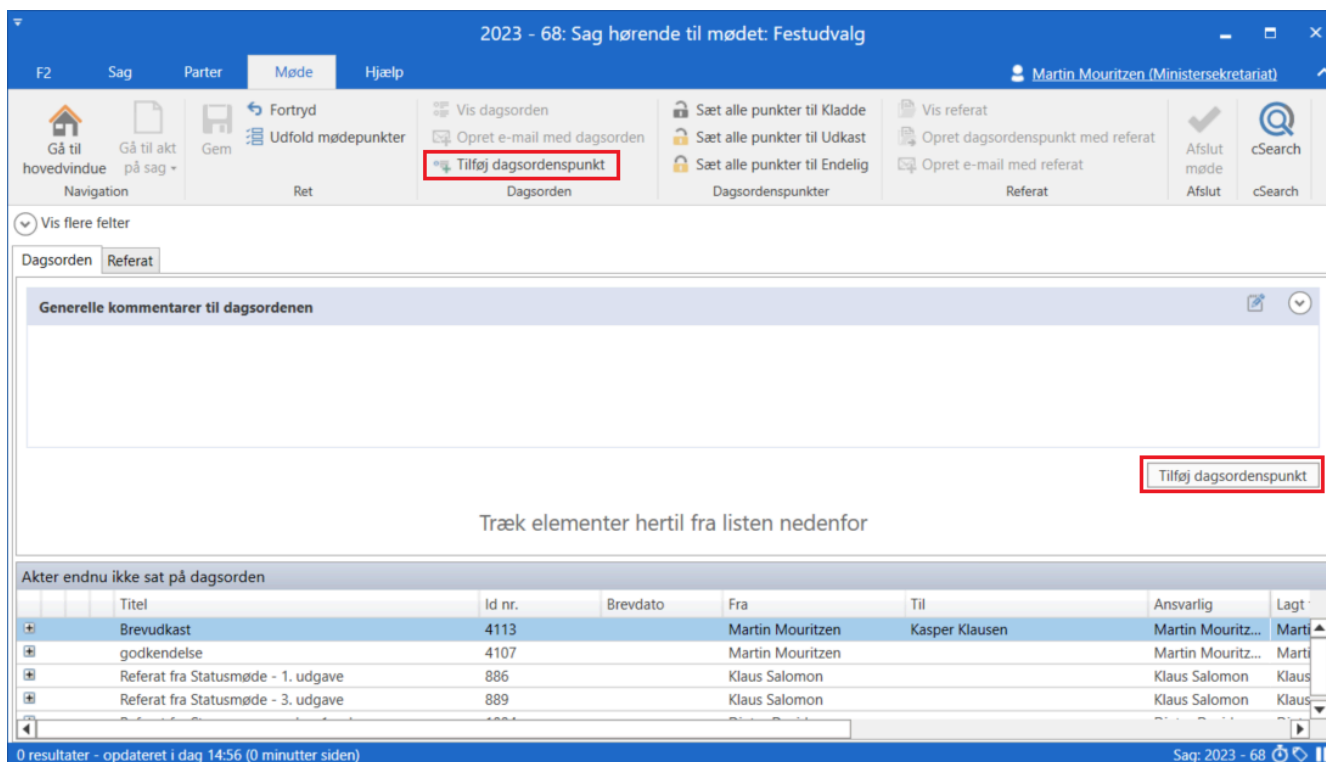 2023 - 68: Sag hørende til mødet: Festudvalg
F2 Sag Parter Møde Hjælp Martin Mouritzen (Ministersekretariat)
Gå til hovedvindue
Gå til akt på sag
Gem
Fortryd
Udfold mødepunkter
Vis dagsorden
Opret e-mail med dagsorden
Tilføj dagsordenspunkt
Sæt alle punkter til Kladde
Sæt alle punkter til Udkast
Sæt alle punkter til Endelig
Vis referat
Opret dagsordenspunkt med referat
Opret e-mail med referat
Afslut møde
cSearch
Navigation Ret Dagsorden Dagsordenspunkter Referat Afslut cSearch
Vis flere felter
Dagsorden Referat
Generelle kommentarer til dagsordenen
Tilføj dagsordenspunkt
Træk elementer hertil fra listen nedenfor
Akter endnu ikke sat på dagsorden
Titel Id nr. Brevdato Fra Til Ansvarlig Lagt
Brevudkast 4113 Martin Mouritzen Kasper Klausen Martin Mouritz... Marti
godkendelse 4107 Martin Mouritzen Martin Mouritz... Marti
Referat fra Statusmøde - 1. udgave 886 Klaus Salomon Klaus Salomon Klaus
Referat fra Statusmøde - 3. udgave 889 Klaus Salomon Klaus Salomon Klaus
0 resultater - opdateret i dag 14:56 (0 minutter siden) Sag: 2023 - 68